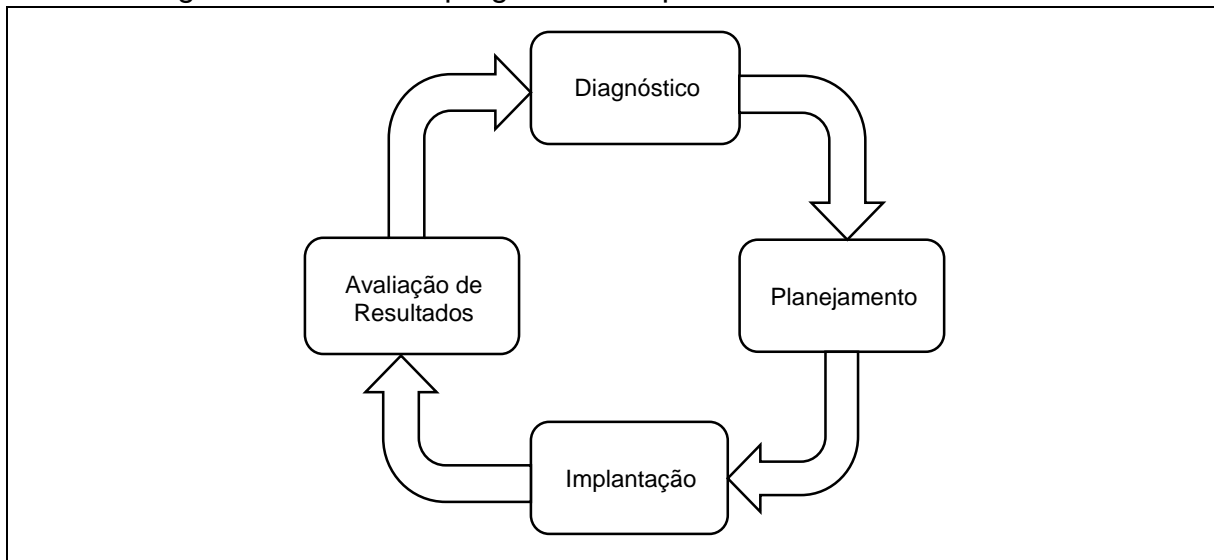 Diagnóstico
Avaliação de
Resultados
Planejamento
Implantação